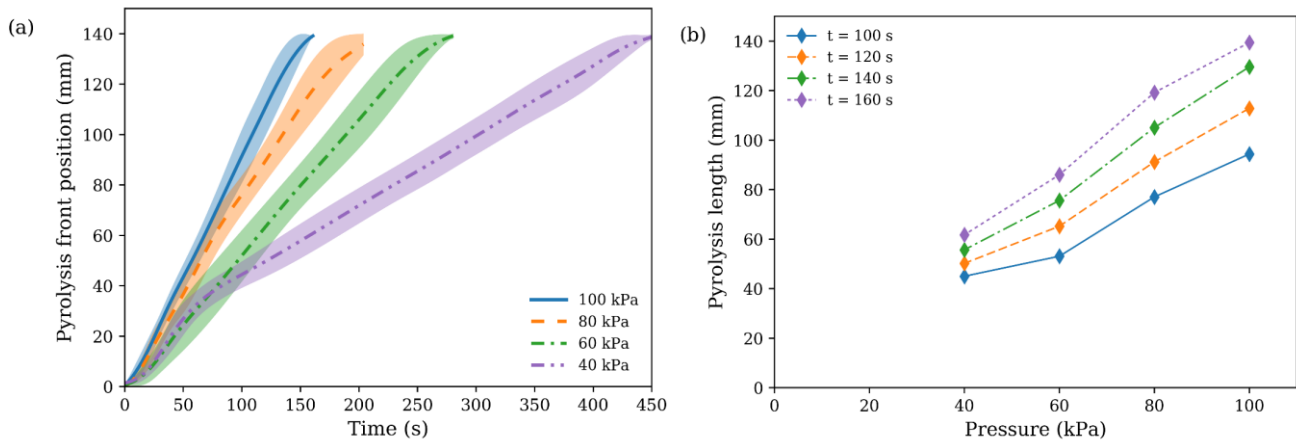 (a)
Pyrolysis front position (mm)
140
120
100
80
60
40
20
0
0 50 100 150 200 250 300 350 400 450
Time (s)
100 kPa
80 kPa
60 kPa
40 kPa
(b)
Pyrolysis length (mm)
140
120
100
80
60
40
20
0
0 20 40 60 80 100
Pressure (kPa)
t = 100 s
t = 120 s
t = 140 s
t = 160 s